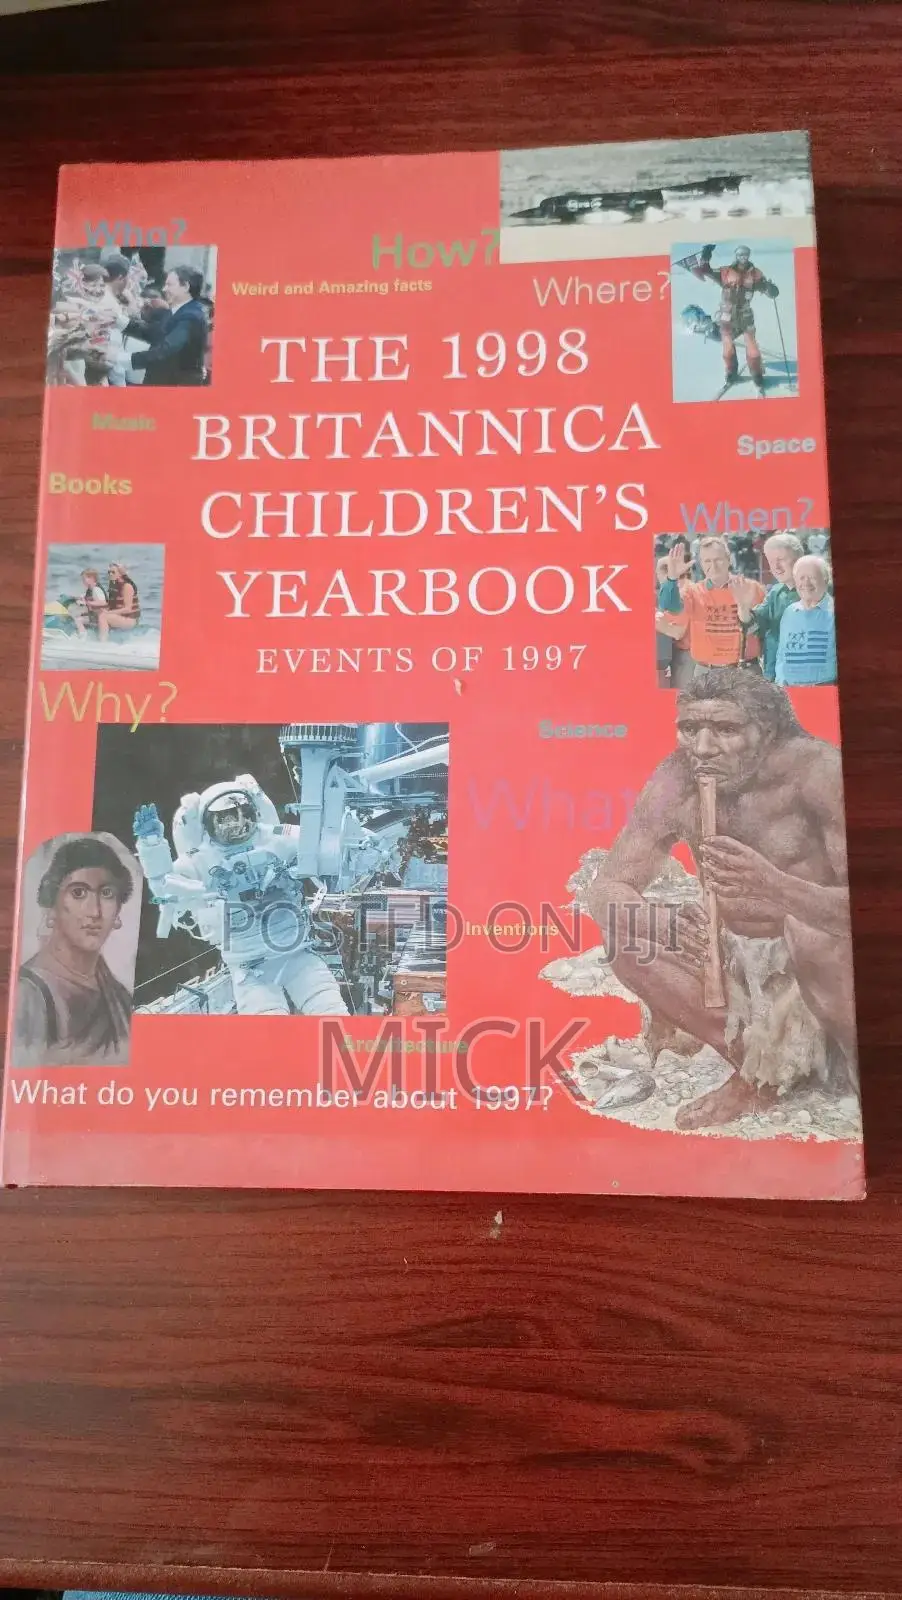 Who?
How?
Weird and Amazing facts
Where?
THE 1998
BRITANNICA
CHILDREN'S
YEARBOOK
EVENTS OF 1997
Music
Books
Space
When?
Why?
Science
What?
Inventions
POSTED ON JIJI
Architecture
MICK
What do you remember about 1997?